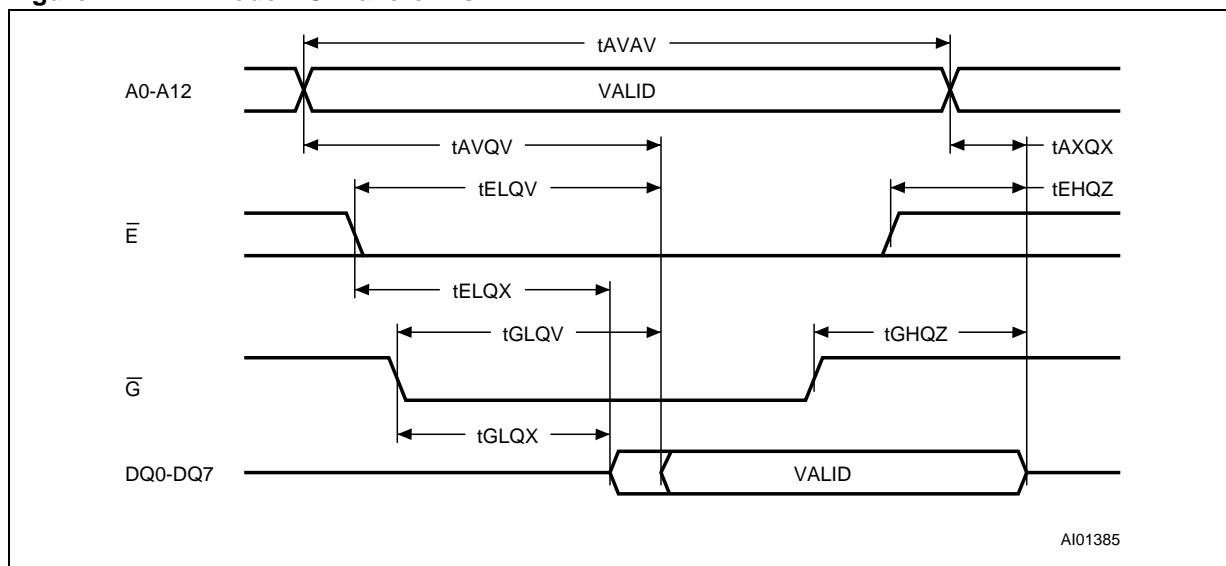 tAVAV
A0-A12
VALID
tAVQV
tAXQX
tELQV
tEHQZ
E̅
tELQX
tGLQV
tGHQZ
G̅
tGLQX
DQ0-DQ7
VALID
AI01385